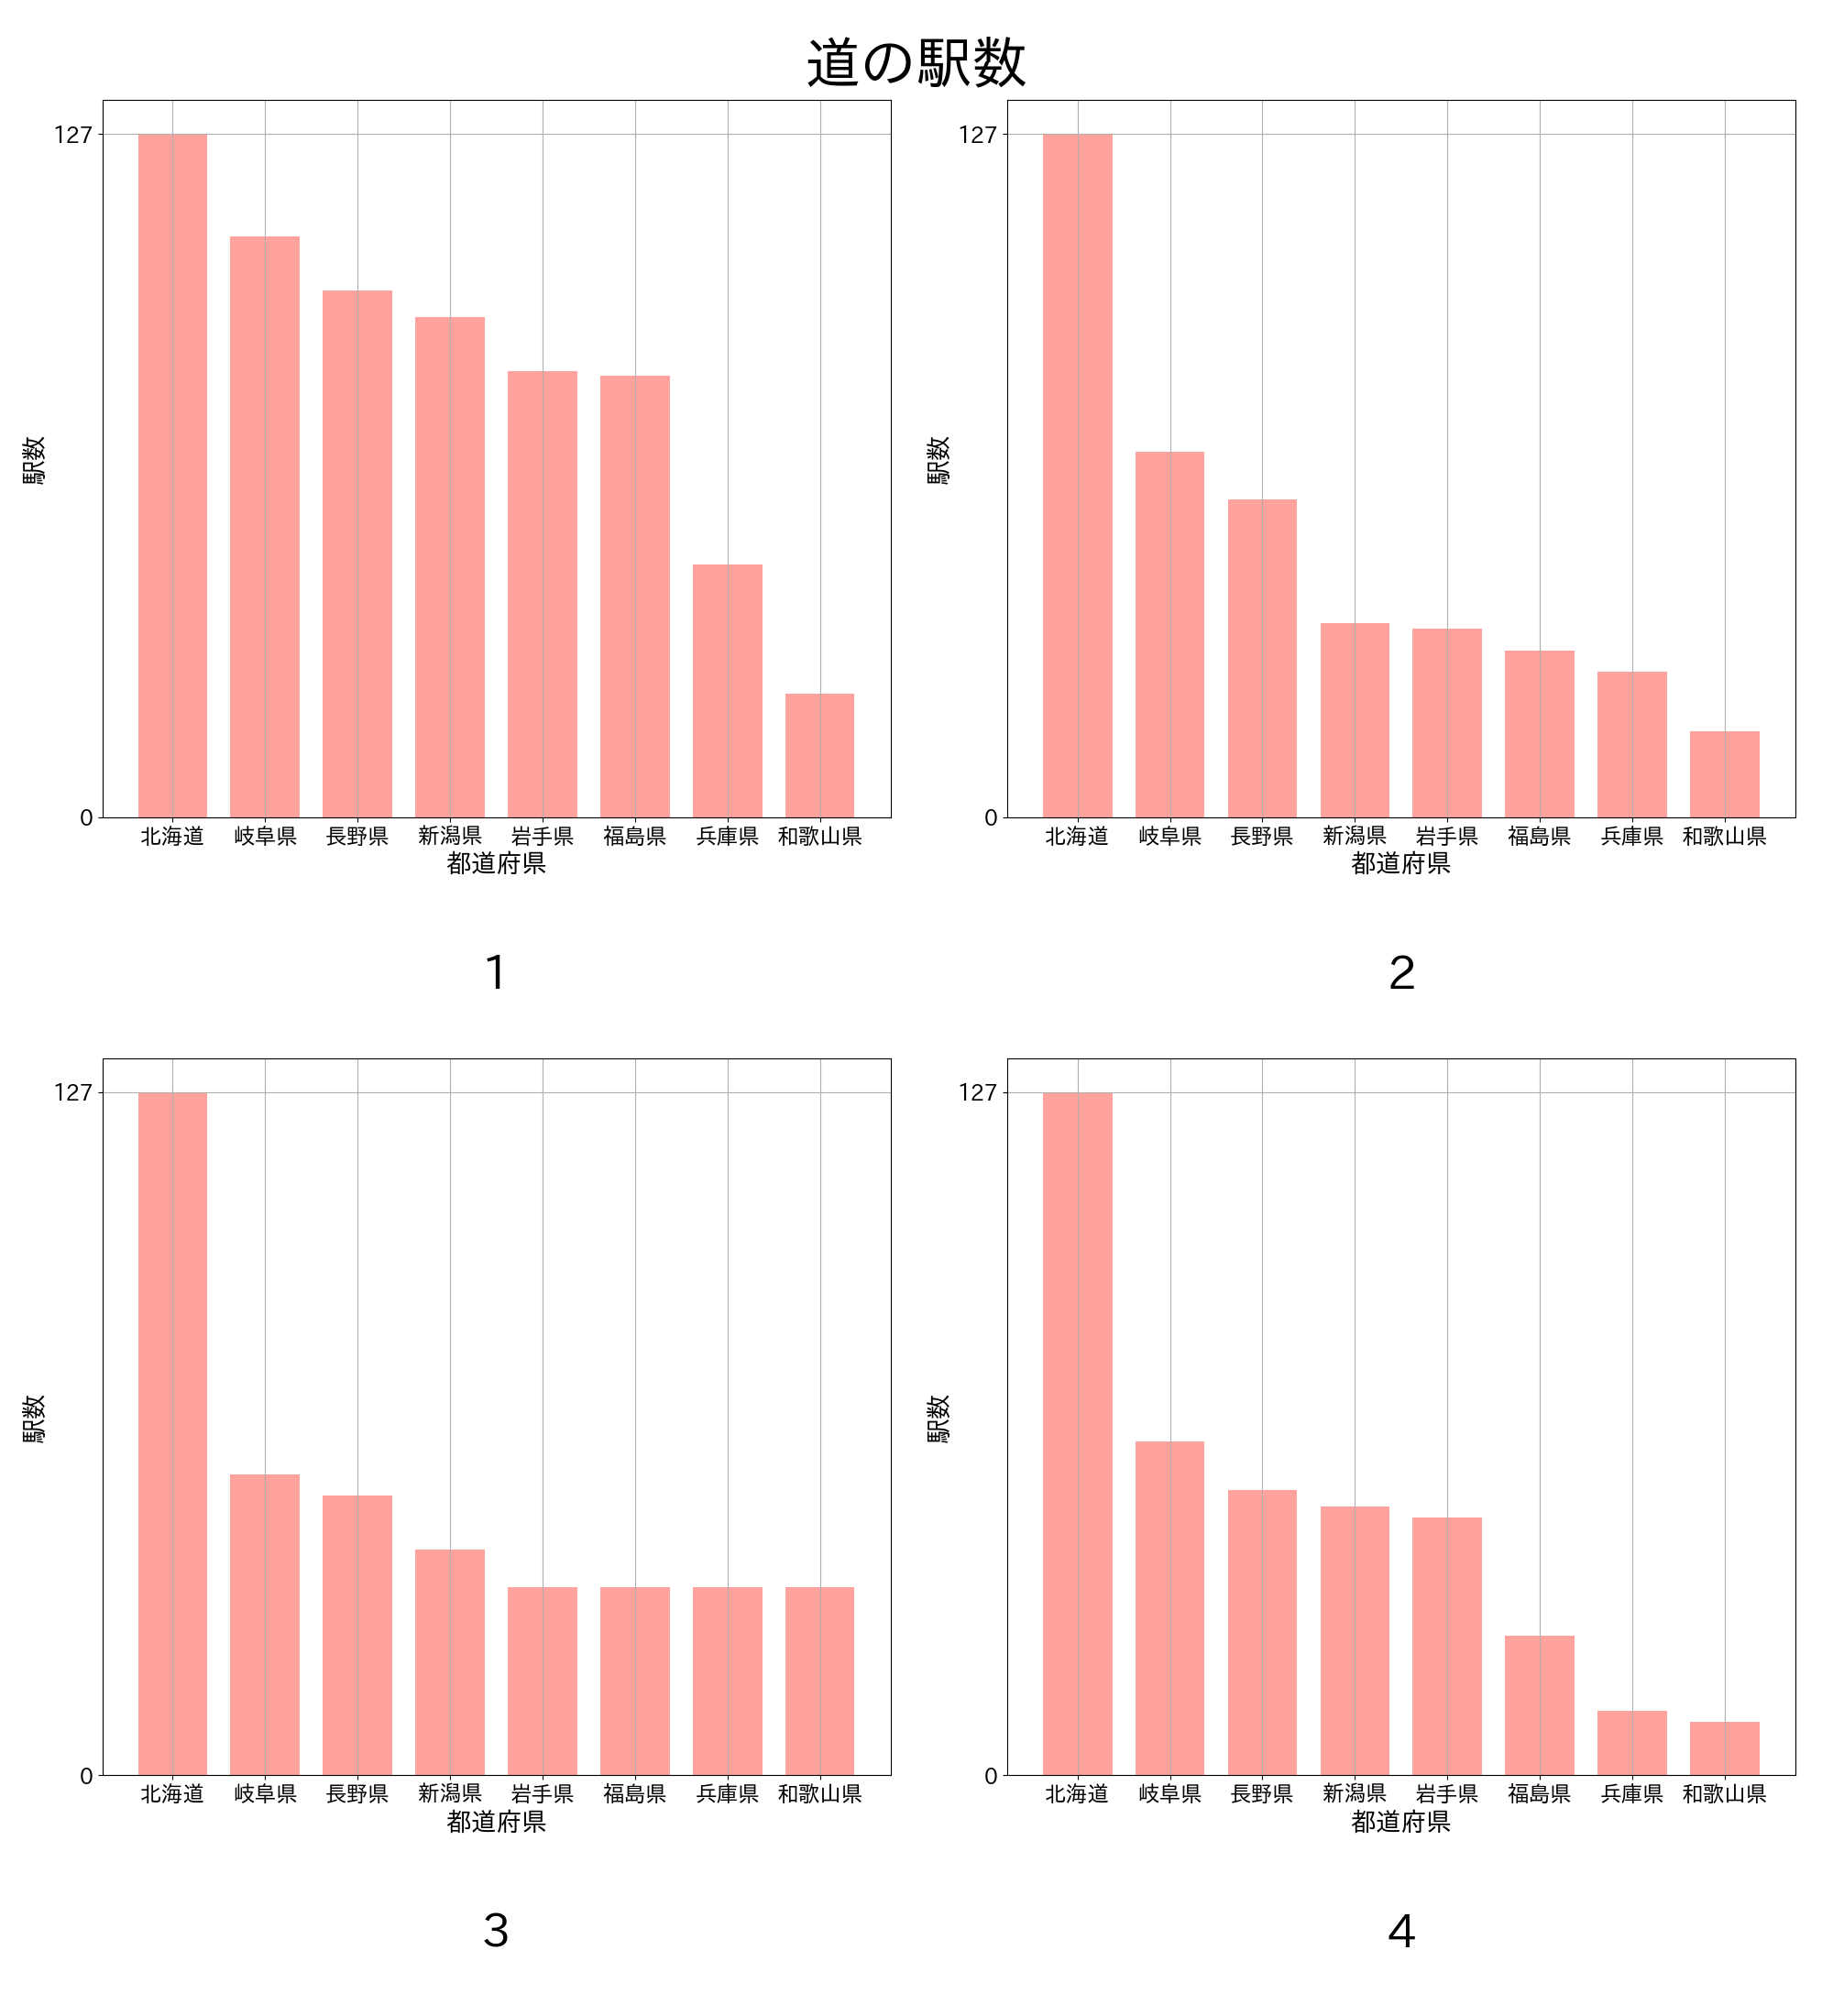 道の駅数
127
駅数
0
北海道 岐阜県 長野県 新潟県 岩手県 福島県 兵庫県 和歌山県
都道府県
1
127
駅数
0
北海道 岐阜県 長野県 新潟県 岩手県 福島県 兵庫県 和歌山県
都道府県
2
127
駅数
0
北海道 岐阜県 長野県 新潟県 岩手県 福島県 兵庫県 和歌山県
都道府県
3
127
駅数
0
北海道 岐阜県 長野県 新潟県 岩手県 福島県 兵庫県 和歌山県
都道府県
4